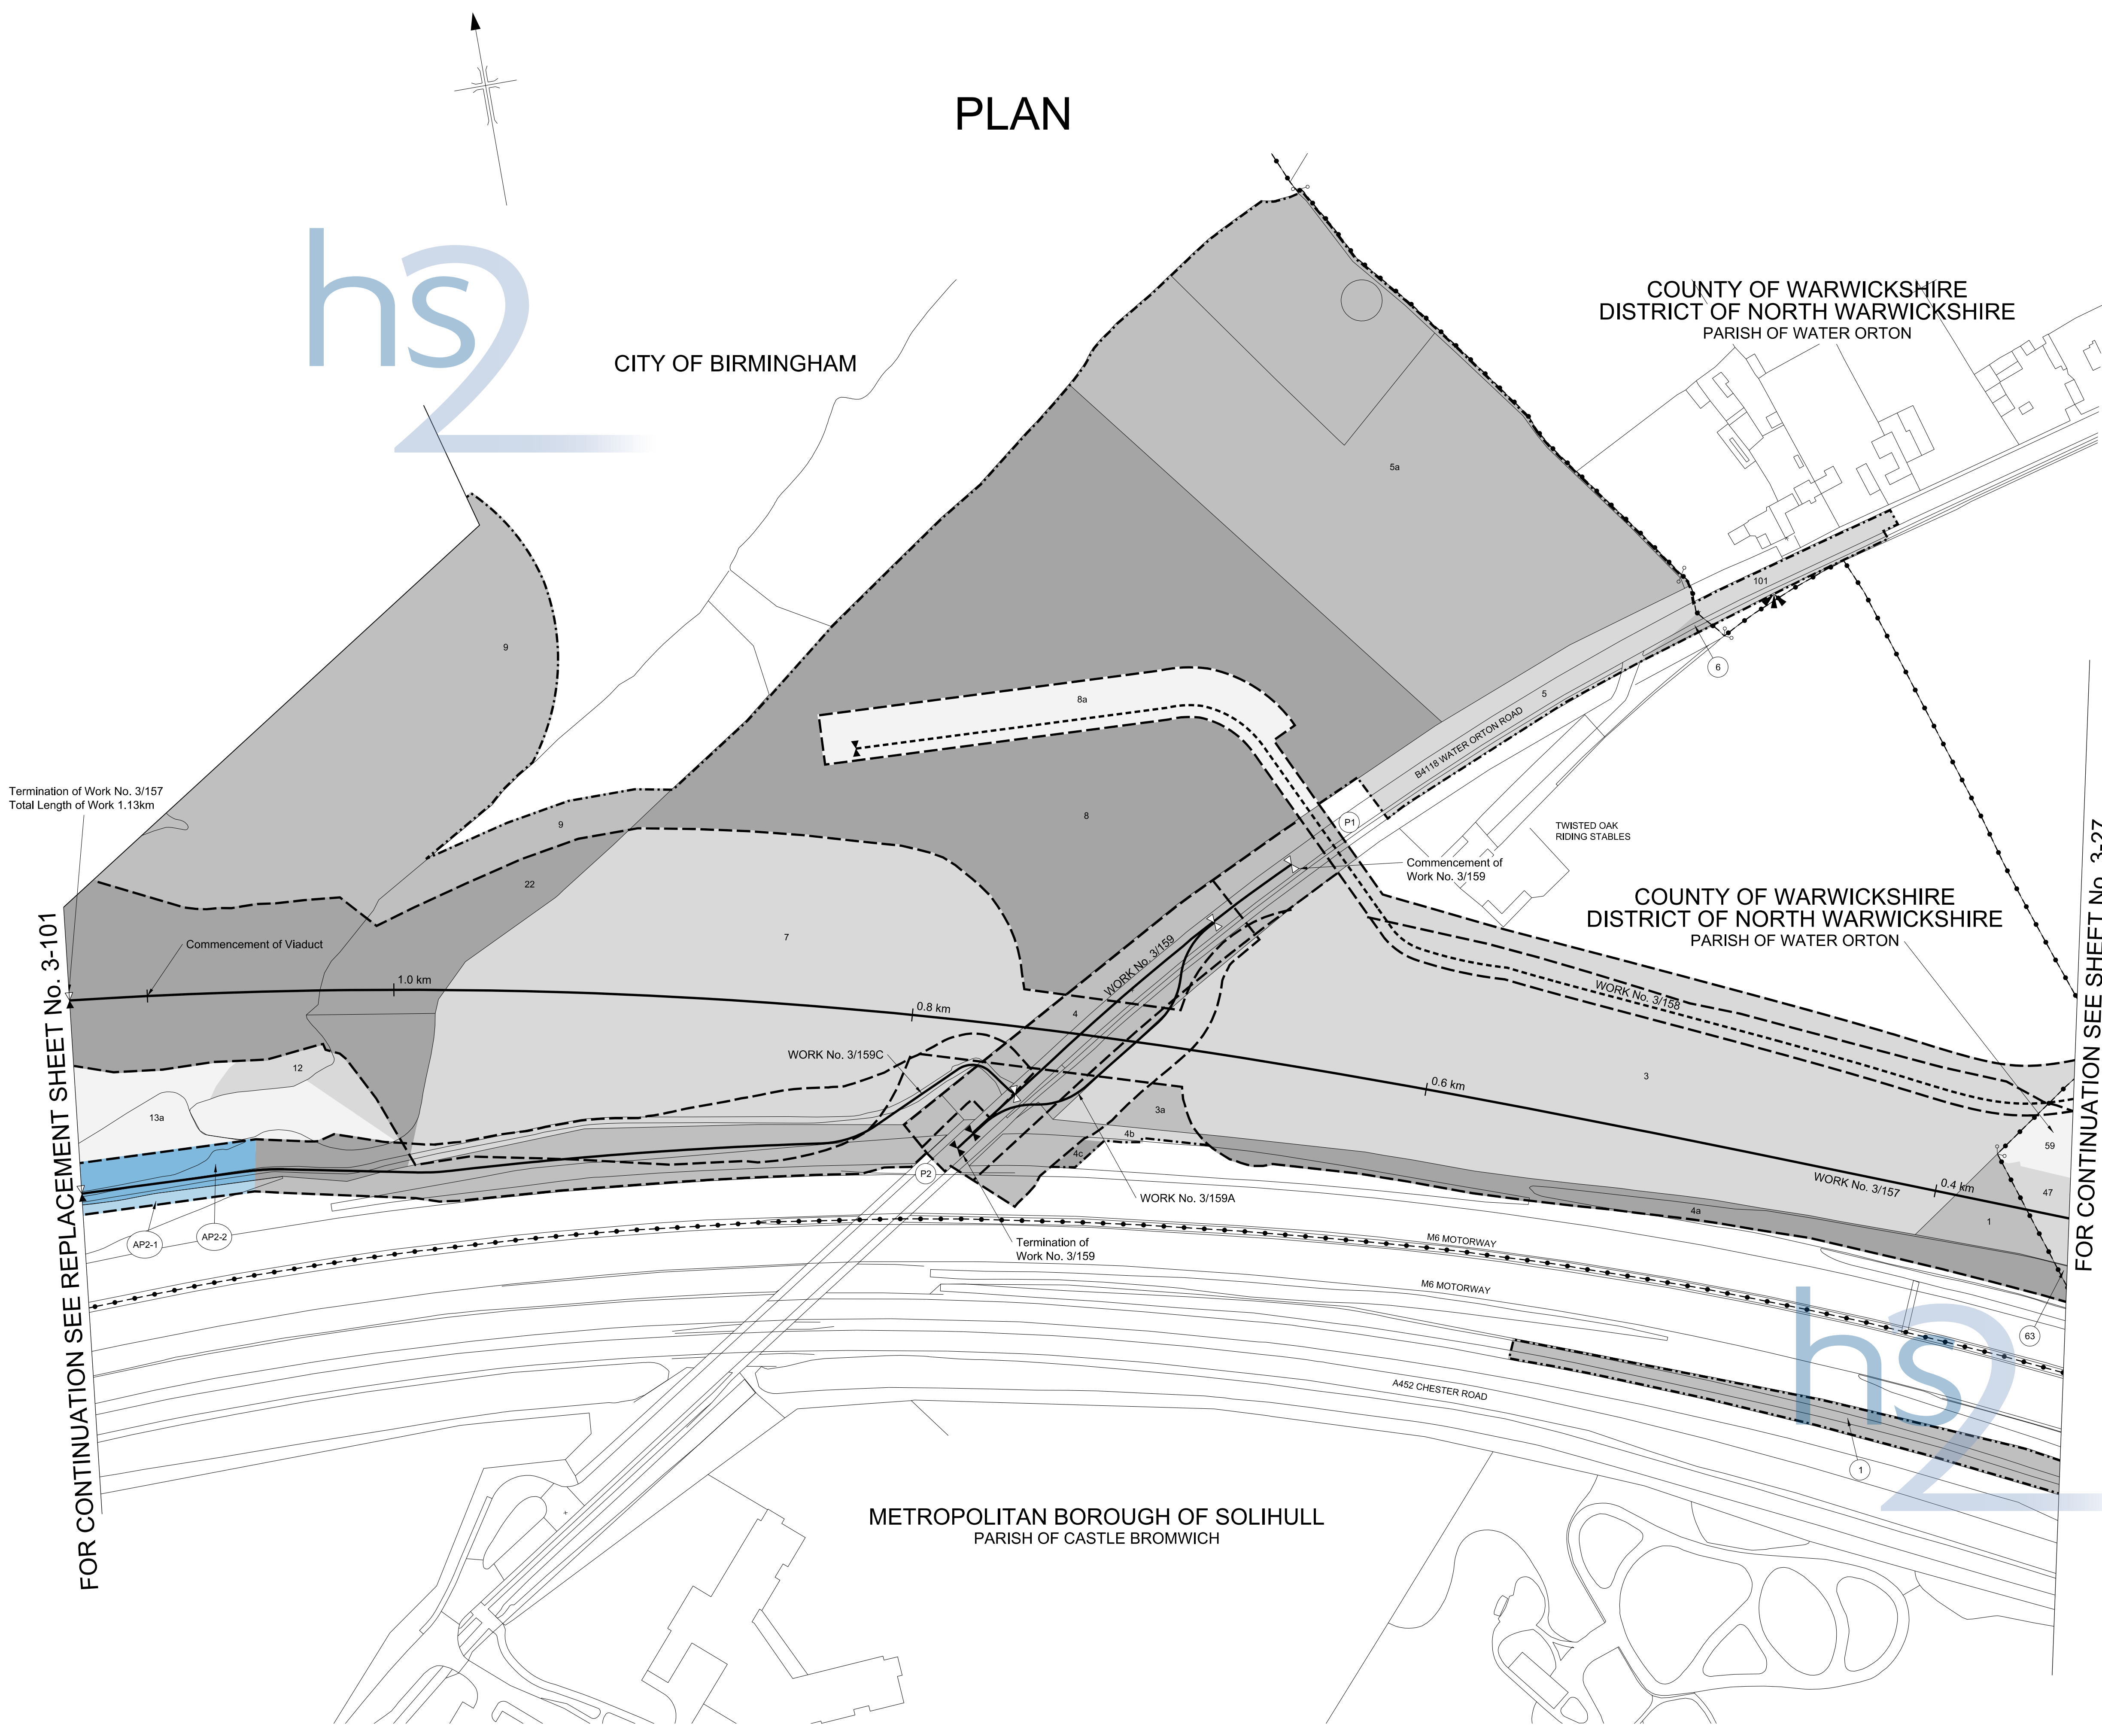 PLAN
hs2
CITY OF BIRMINGHAM
COUNTY OF WARWICKSHIRE
DISTRICT OF NORTH WARWICKSHIRE
PARISH OF WATER ORTON
5a
9
101
6
8a
5
B4118 WATER ORTON ROAD
Termination of Work No. 3/157
Total Length of Work 1.13km
9
8
P1
TWISTED OAK
RIDING STABLES
Commencement of
Work No. 3/159
22
COUNTY OF WARWICKSHIRE
DISTRICT OF NORTH WARWICKSHIRE
PARISH OF WATER ORTON
7
Commencement of Viaduct
WORK No. 3/159
1.0 km
WORK No. 3/158
0.8 km
4
WORK No. 3/159C
12
0.6 km
3
13a
3a
4b
4c
59
P2
WORK No. 3/157
0.4 km
47
WORK No. 3/159A
4a
1
AP2-1
AP2-2
Termination of
Work No. 3/159
M6 MOTORWAY
M6 MOTORWAY
63
hs2
A452 CHESTER ROAD
1
METROPOLITAN BOROUGH OF SOLIHULL
PARISH OF CASTLE BROMWICH
FOR CONTINUATION SEE REPLACEMENT SHEET No. 3-101
FOR CONTINUATION SEE SHEET No. 3-27